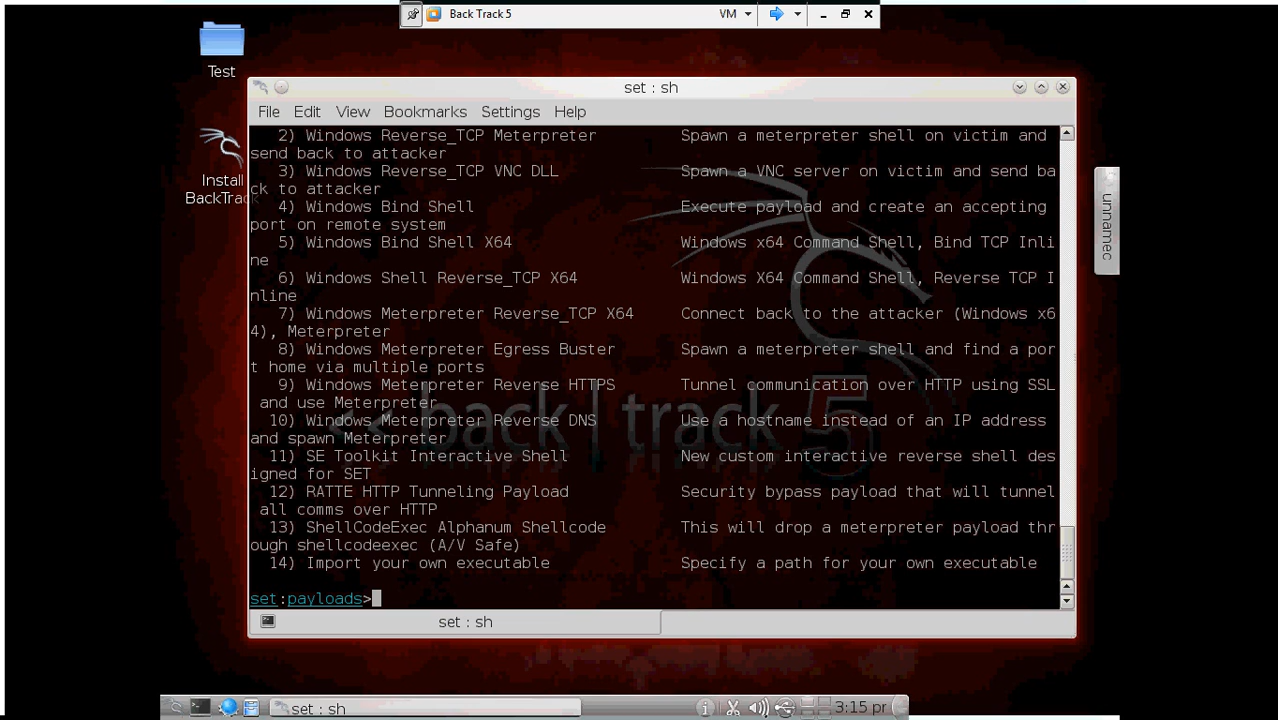 Back Track 5
VM
Test
Install
BackTrac
set : sh
File Edit View Bookmarks Settings Help
2) Windows Reverse_TCP Meterpreter Spawn a meterpreter shell on victim and
send back to attacker
3) Windows Reverse_TCP VNC DLL Spawn a VNC server on victim and send ba
ck to attacker
4) Windows Bind Shell Execute payload and create an accepting
port on remote system
5) Windows Bind Shell X64 Windows x64 Command Shell, Bind TCP Inli
ne
6) Windows Shell Reverse_TCP X64 Windows X64 Command Shell, Reverse TCP I
nline
7) Windows Meterpreter Reverse_TCP X64 Connect back to the attacker (Windows x6
4), Meterpreter
8) Windows Meterpreter Egress Buster Spawn a meterpreter shell and find a por
t home via multiple ports
9) Windows Meterpreter Reverse HTTPS Tunnel communication over HTTP using SSL
and use Meterpreter
10) Windows Meterpreter Reverse DNS Use a hostname instead of an IP address
and spawn Meterpreter
11) SE Toolkit Interactive Shell New custom interactive reverse shell des
igned for SET
12) RATTE HTTP Tunneling Payload Security bypass payload that will tunnel
all comms over HTTP
13) ShellCodeExec Alphanum Shellcode This will drop a meterpreter payload thr
ough shellcodeexec (A/V Safe)
14) Import your own executable Specify a path for your own executable
set:payloads>
<< back | track 5
unnamec
set : sh
set : sh
3:15 pr